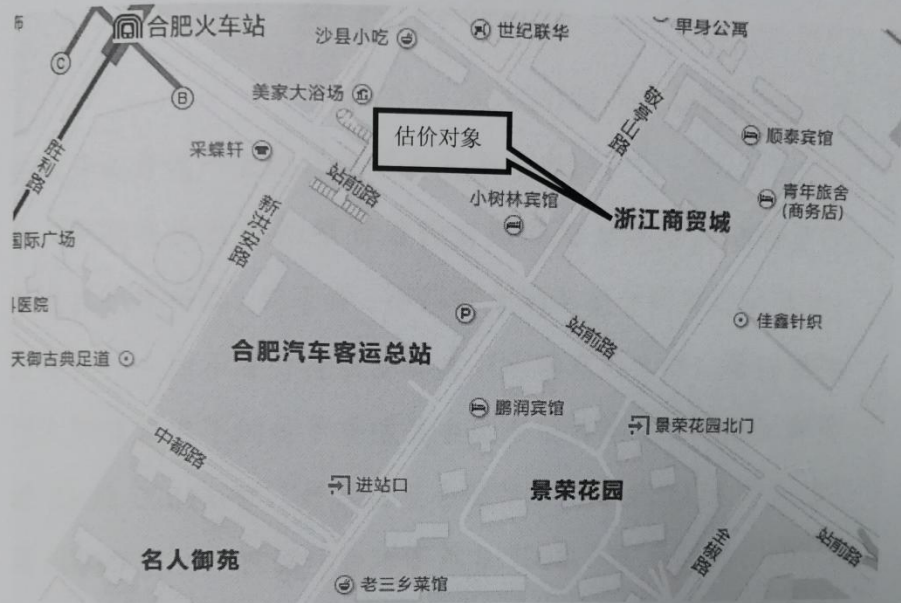 合肥火车站
沙县小吃
世纪联华
单身公寓
C
B
美家大浴场
估价对象
敬亭山路
顺泰宾馆
胜利路
采蝶轩
站前路
小树林宾馆
浙江商贸城
青年旅舍
(商务店)
新洪安路
国际广场
医院
P
站前路
佳鑫针织
合肥汽车客运总站
天御古典足道
鹏润宾馆
景荣花园北门
中都路
进站口
景荣花园
名人御苑
全椒路
站前路
老三乡菜馆